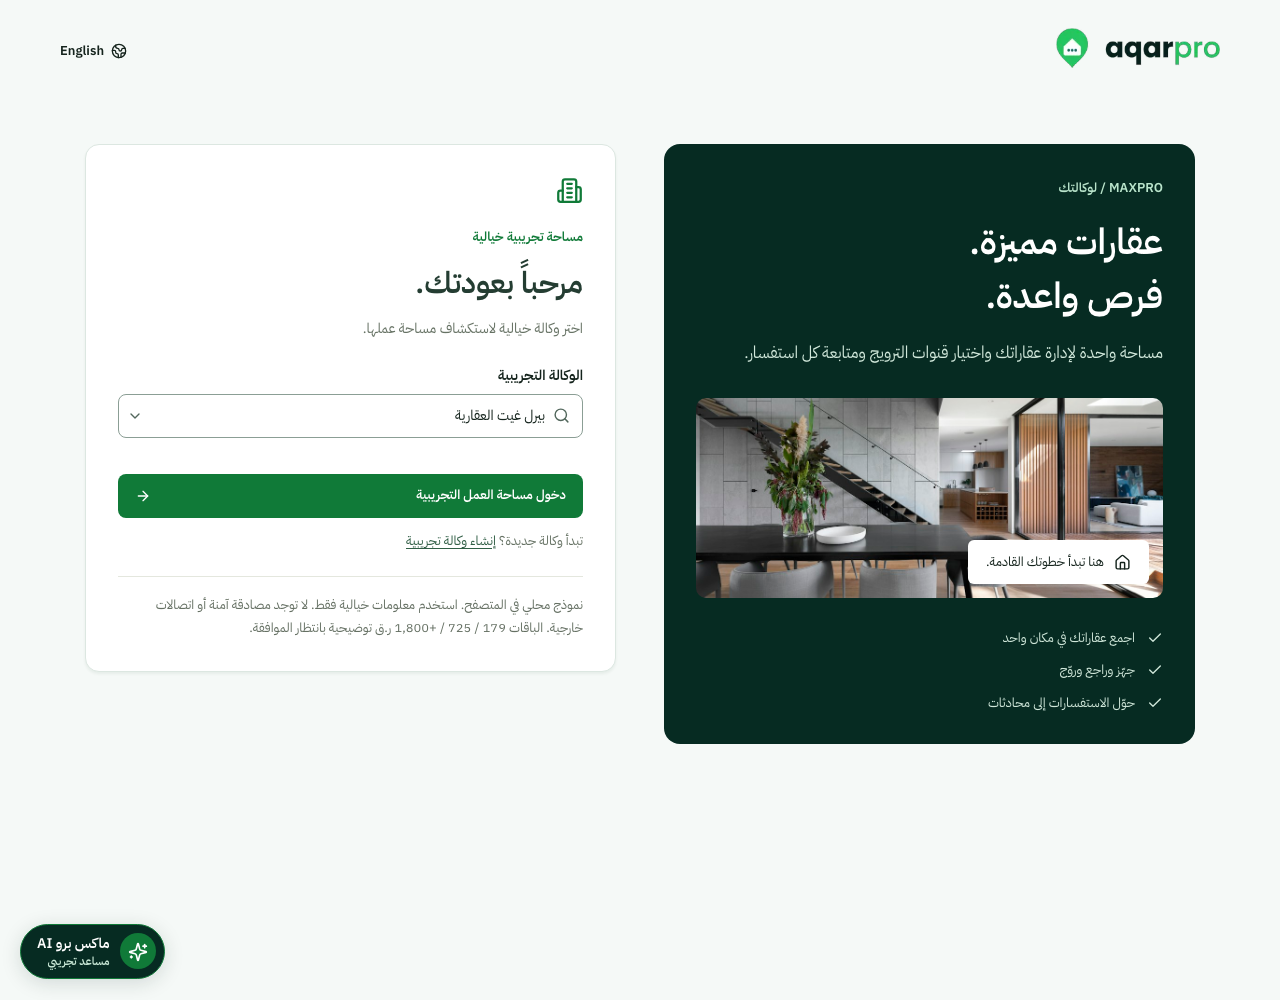 aqarpro
English
MAXPRO / لوكالتك
عقارات مميزة.
فرص واعدة.
مساحة واحدة لإدارة عقاراتك واختيار قنوات الترويج ومتابعة كل استفسار.
هنا تبدأ خطوتك القادمة.
اجمع عقاراتك في مكان واحد
جهّز وراجع وروّج
حوّل الاستفسارات إلى محادثات
مساحة تجريبية خيالية
مرحباً بعودتك.
اختر وكالة خيالية لاستكشاف مساحة عملها.
الوكالة التجريبية
بيرل غيت العقارية
دخول مساحة العمل التجريبية
تبدأ وكالة جديدة؟ إنشاء وكالة تجريبية
نموذج محلي في المتصفح. استخدم معلومات خيالية فقط. لا توجد مصادقة آمنة أو اتصالات
خارجية. الباقات 179 / 725 / +1,800 ر.ق توضيحية بانتظار الموافقة.
ماكس برو AI
مساعد تجريبي